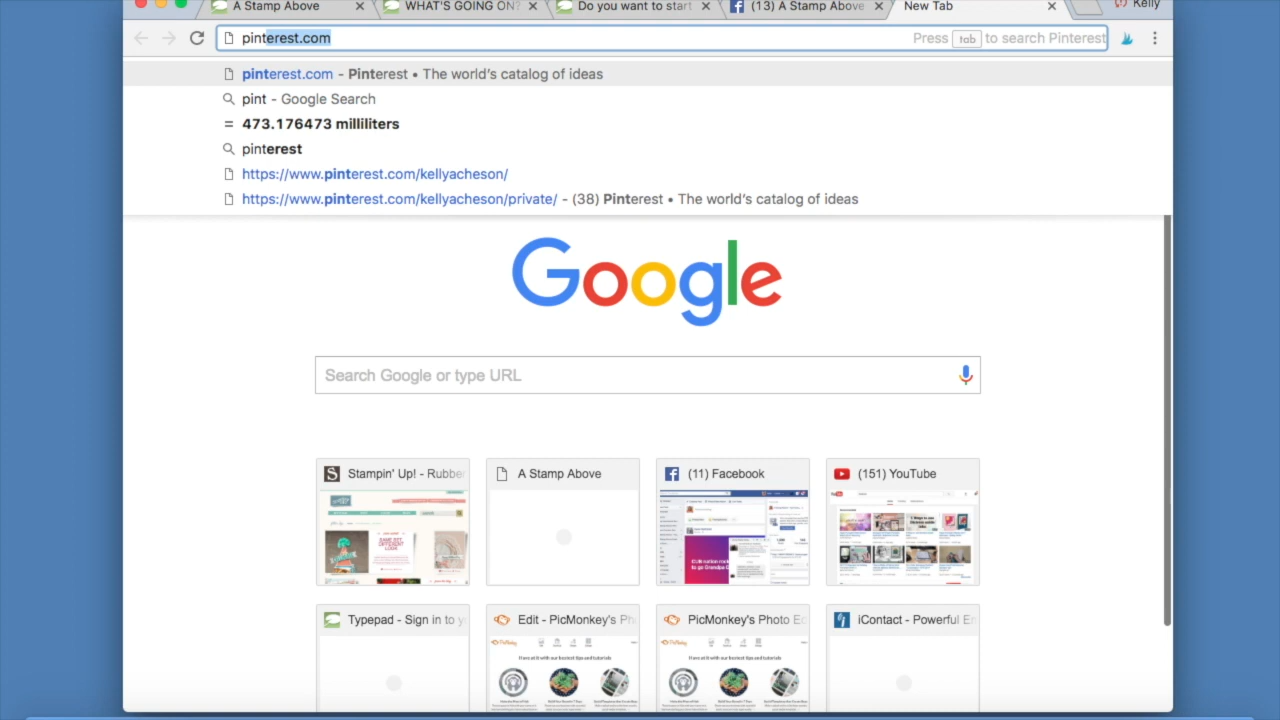 A Stamp Above
WHAT'S GOING ON?
Do you want to start
(13) A Stamp Above
New Tab
Kelly
pinterest.com
Press tab to search Pinterest
pinterest.com - Pinterest • The world's catalog of ideas
pint - Google Search
= 473.176473 milliliters
pinterest
https://www.pinterest.com/kellyacheson/
https://www.pinterest.com/kellyacheson/private/ - (38) Pinterest • The world's catalog of ideas
Google
Search Google or type URL
Stampin' Up! - Rubber
A Stamp Above
(11) Facebook
(151) YouTube
Typepad - Sign in to y
Edit - PicMonkey's Ph
PicMonkey's Photo Ed
iContact - Powerful Em